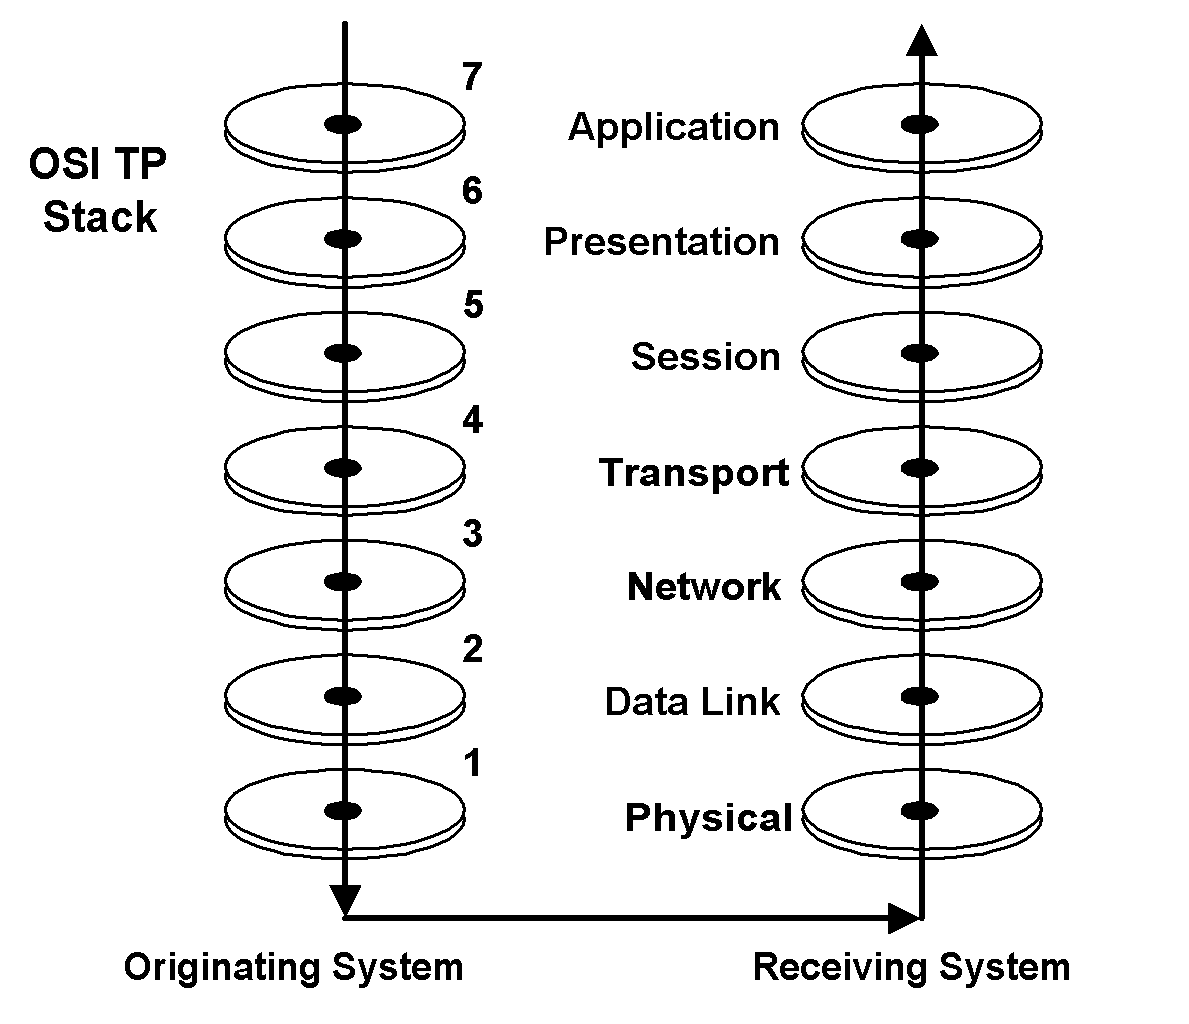 7
Application
OSI TP
Stack
6
Presentation
5
Session
4
Transport
3
Network
2
Data Link
1
Physical
Originating System
Receiving System